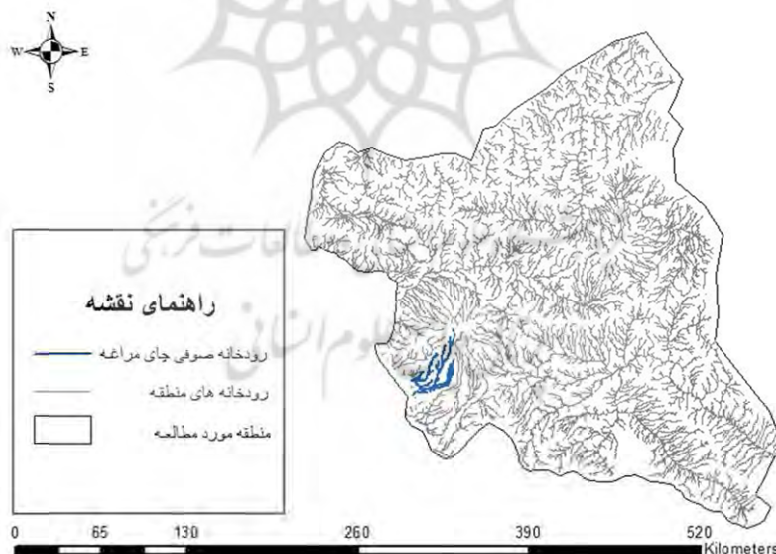 N
W E
S
راهنمای نقشه
رودخانه صوفی چای مراغه
رودخانه های منطقه
منطقه مورد مطالعه
0 65 130 260 390 520
Kilometers